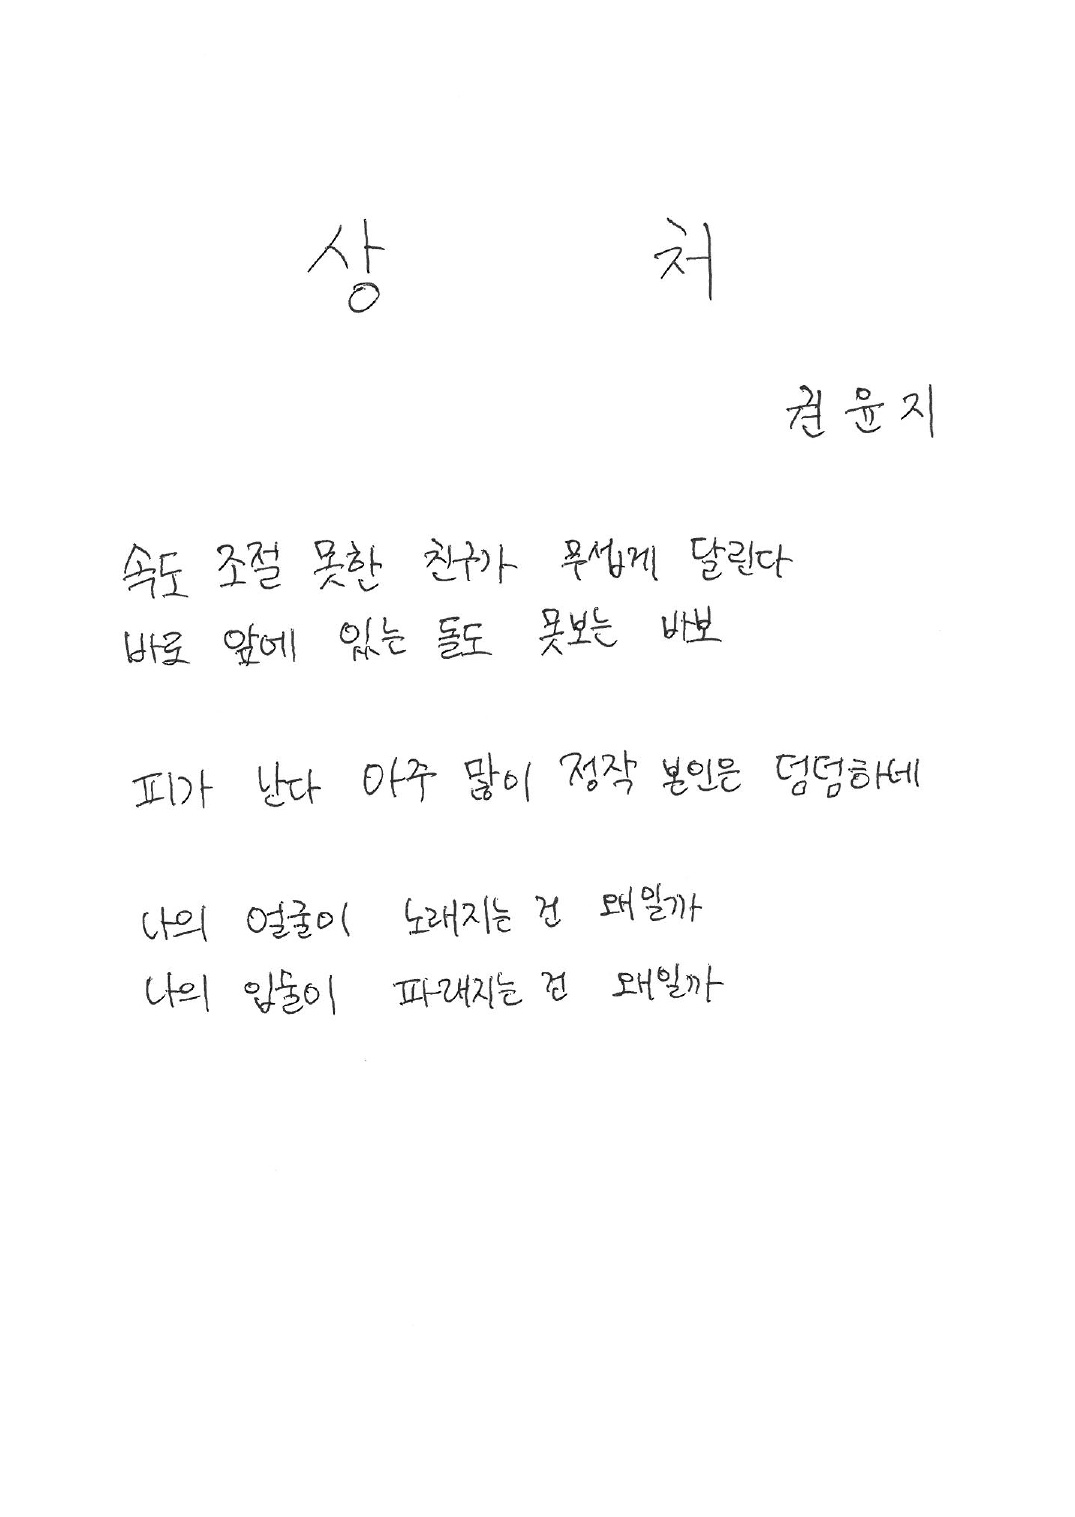 상 처
권윤지
속도 조절 못한 친구가 무섭게 달린다
바로 앞에 있는 돌도 못보는 바보
피가 난다 아주 많이 정작 본인은 덤덤하네
나의 얼굴이 노래지는 건 왜일까
나의 입술이 파래지는 건 왜일까